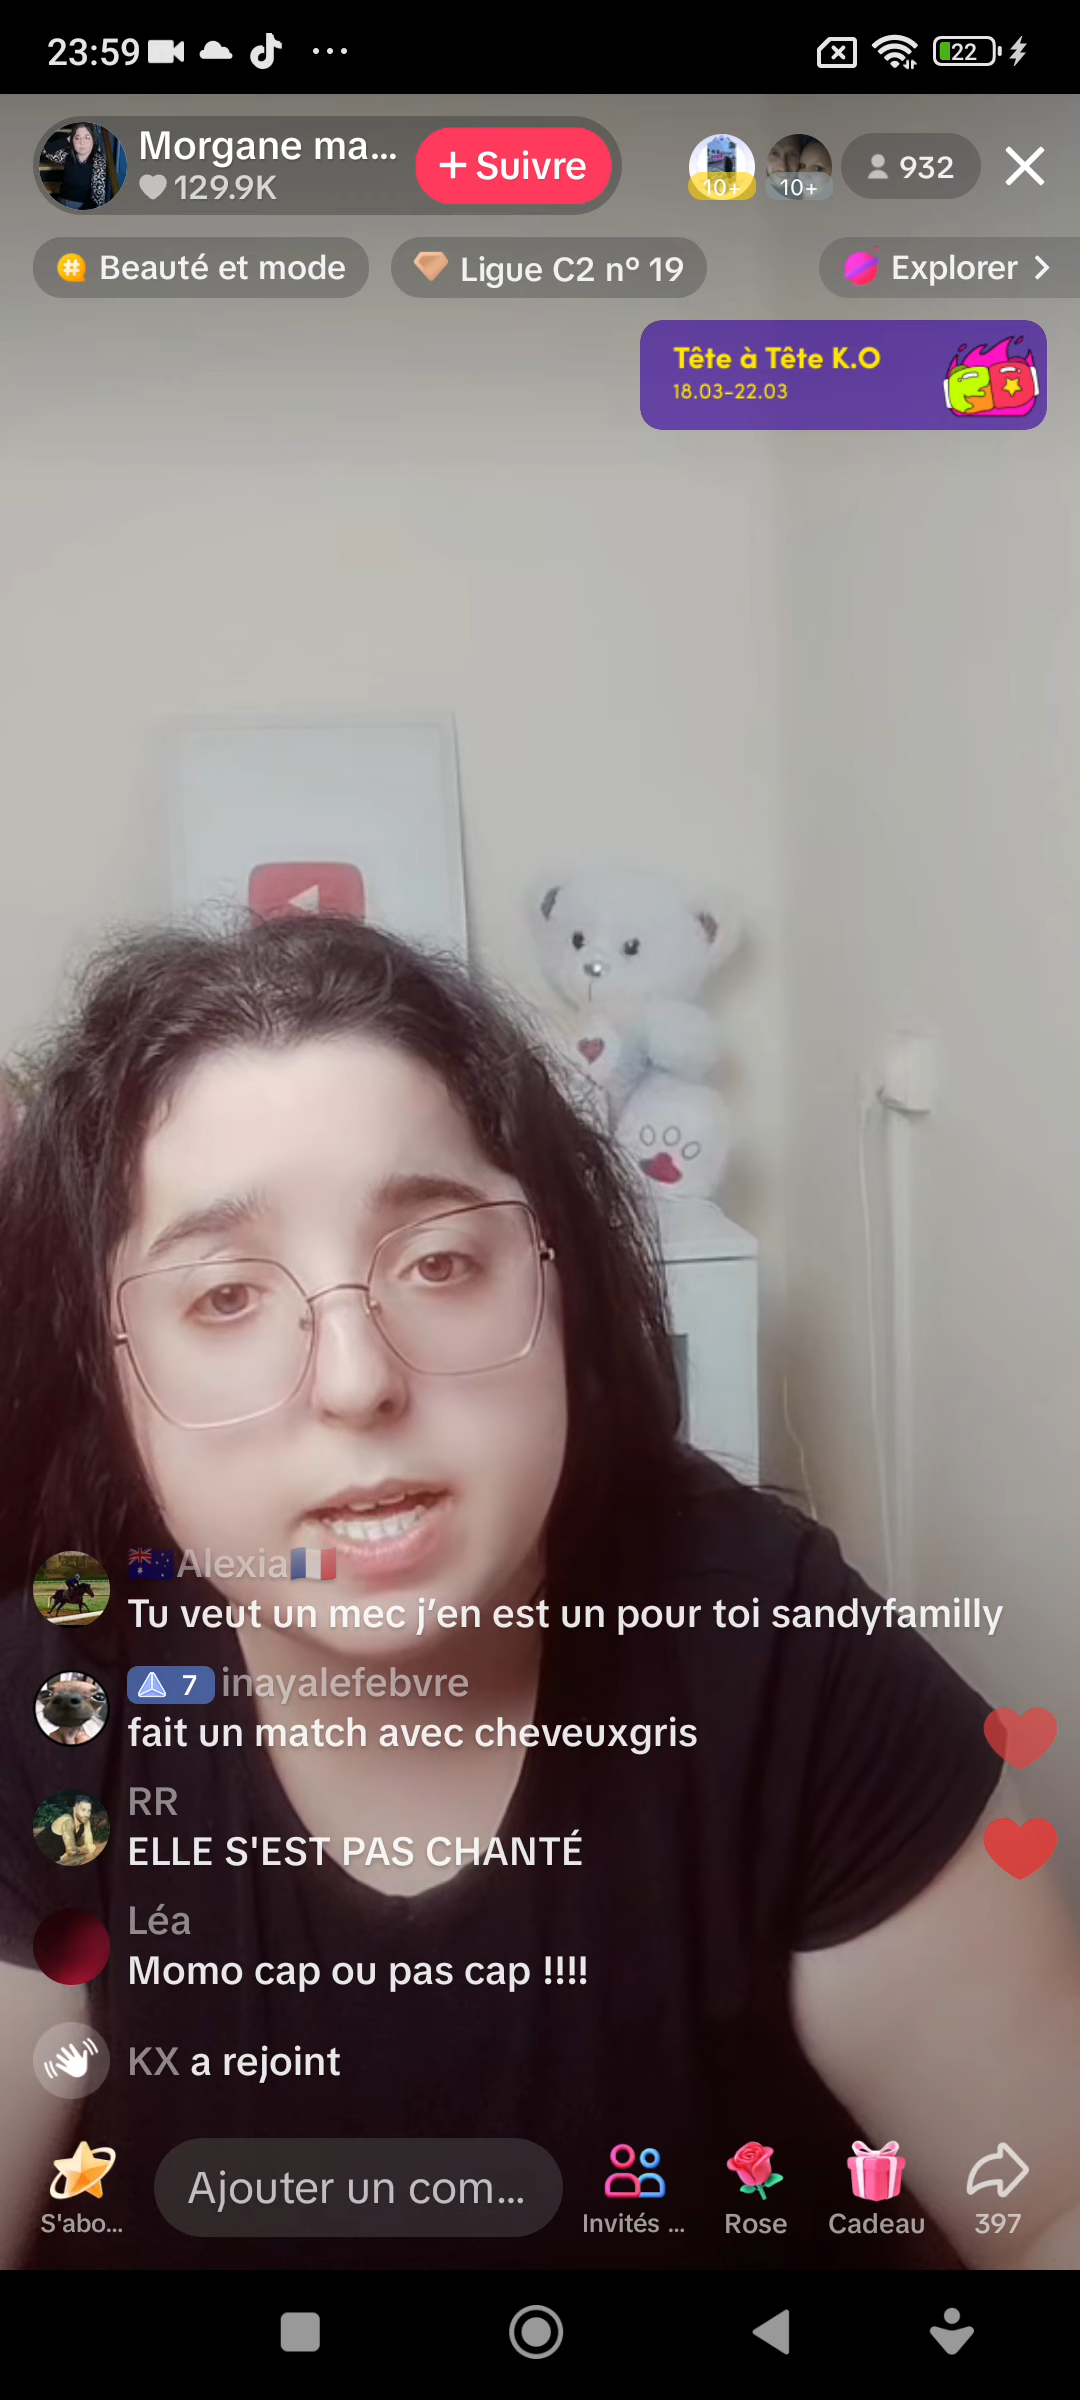 23:59
22
Morgane ma...
129.9K
+ Suivre
10+
10+
932
Beauté et mode
Ligue C2 nº 19
Explorer
Tête à Tête K.O
18.03-22.03
Alexia
Tu veut un mec j’en est un pour toi sandyfamilly
7 inayalefebvre
fait un match avec cheveuxgris
RR
ELLE S'EST PAS CHANTÉ
Léa
Momo cap ou pas cap !!!!
KX a rejoint
S'abo...
Ajouter un com...
Invités ...
Rose
Cadeau
397